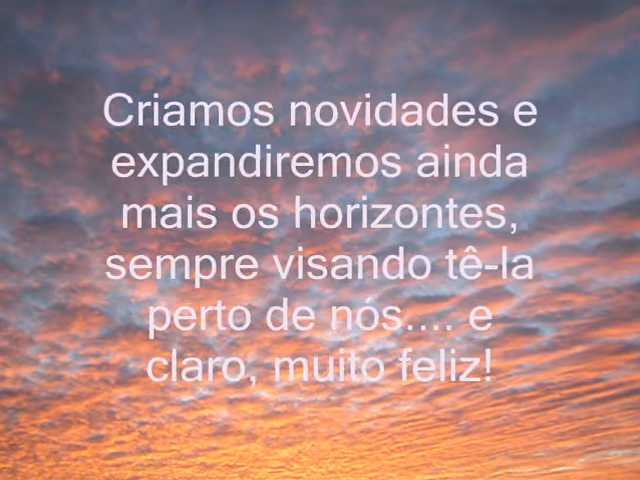 Criamos novidades e
expandiremos ainda
mais os horizontes,
sempre visando tê-la
perto de nós.... e
claro, muito feliz!